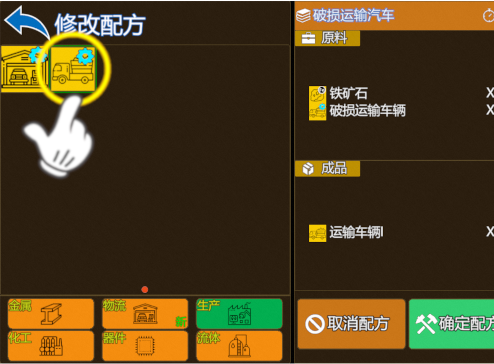 修改配方
破损运输汽车
原料
铁矿石 X
破损运输车辆 X
成品
运输车辆I X
金属
物流
新
生产
化工
器件
流体
取消配方
确定配方